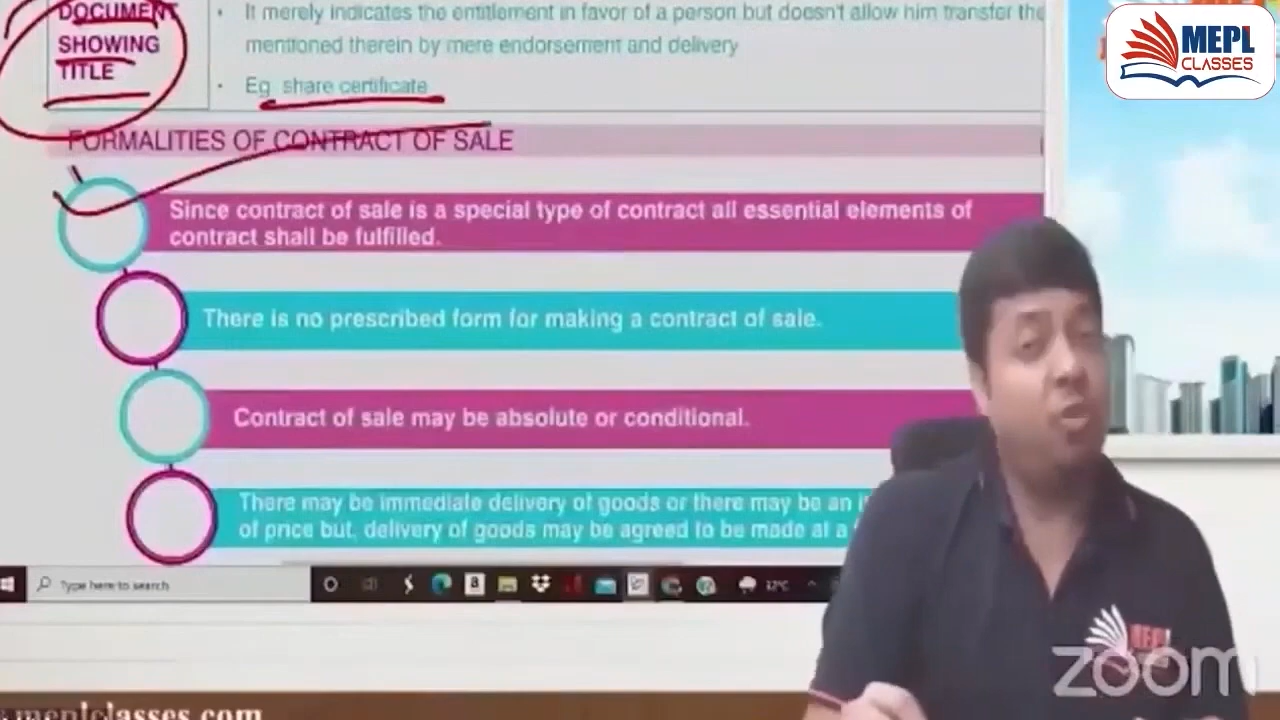 DOCUMENT
SHOWING
TITLE
· It merely indicates the entitlement in favor of a person but doesn't allow him transfer the
mentioned therein by mere endorsement and delivery
· Eg share certificate
FORMALITIES OF CONTRACT OF SALE
Since contract of sale is a special type of contract all essential elements of
contract shall be fulfilled.
There is no prescribed form for making a contract of sale.
Contract of sale may be absolute or conditional.
There may be immediate delivery of goods or there may be an
of price but, delivery of goods may be agreed to be made at a
Type here to search
MEPL
CLASSES
MEPL
zoom
meplclasses.com